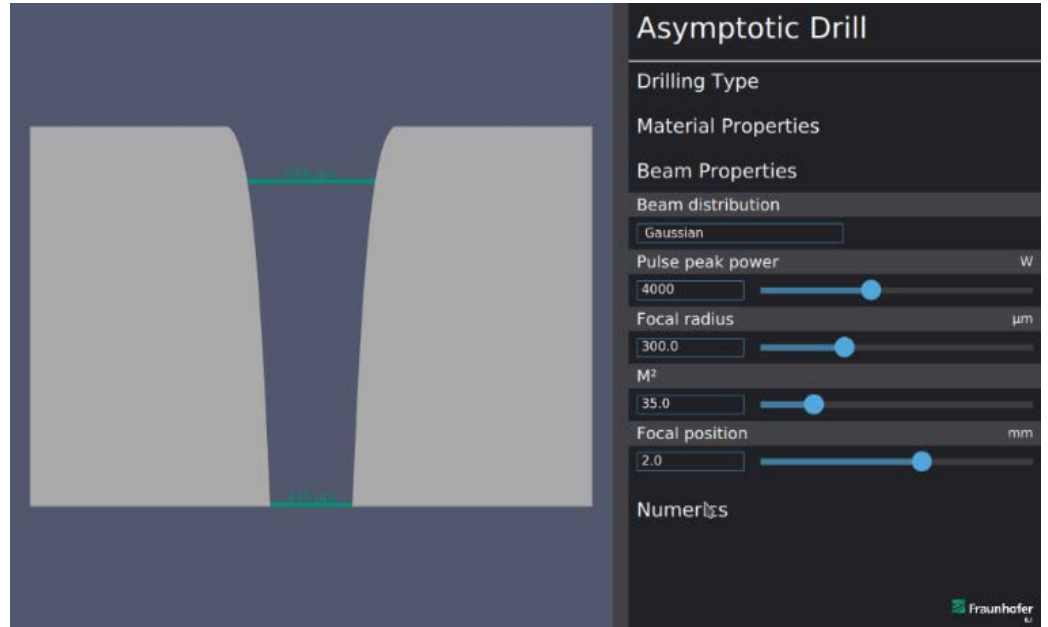 Asymptotic Drill
Drilling Type
Material Properties
Beam Properties
Beam distribution
Gaussian
Pulse peak power W
4000
Focal radius µm
300.0
M²
35.0
Focal position mm
2.0
Numerics
Fraunhofer